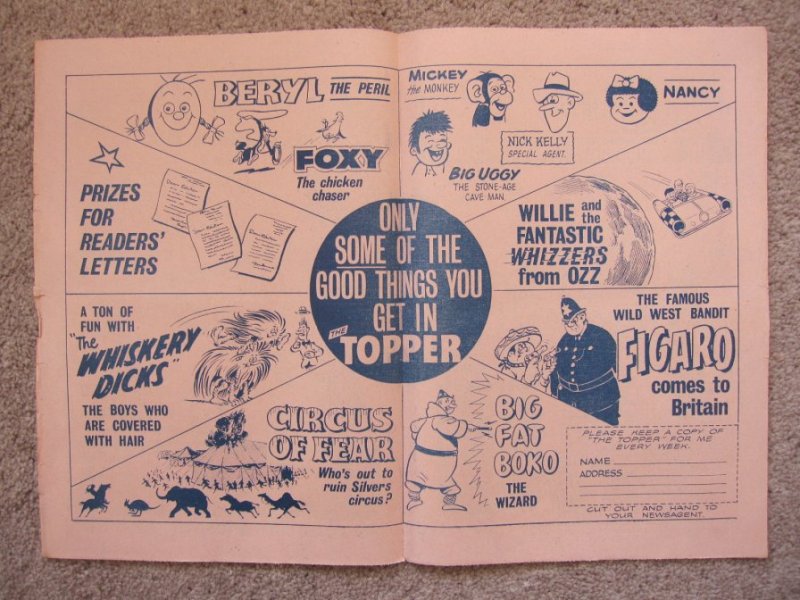 BERYL THE PERIL
MICKEY
the MONKEY
NICK KELLY
SPECIAL AGENT.
NANCY
FOXY
The chicken
chaser
BIG UGGY
THE STONE-AGE
CAVE MAN.
PRIZES
FOR
READERS'
LETTERS
ONLY
SOME OF THE
GOOD THINGS YOU
GET IN
THE TOPPER
WILLIE and
the
FANTASTIC
WHIZZERS
from OZZ
A TON OF
FUN WITH
"The
WHISKERY
DICKS"
THE BOYS WHO
ARE COVERED
WITH HAIR
THE FAMOUS
WILD WEST BANDIT
FIGARO
comes to
Britain
CIRCUS
OF FEAR
Who's out to
ruin Silvers
circus?
BIG
FAT
BOKO
THE
WIZARD
PLEASE KEEP A COPY OF
"THE TOPPER" FOR ME
EVERY WEEK.
NAME
ADDRESS
CUT OUT AND HAND TO
YOUR NEWSAGENT.